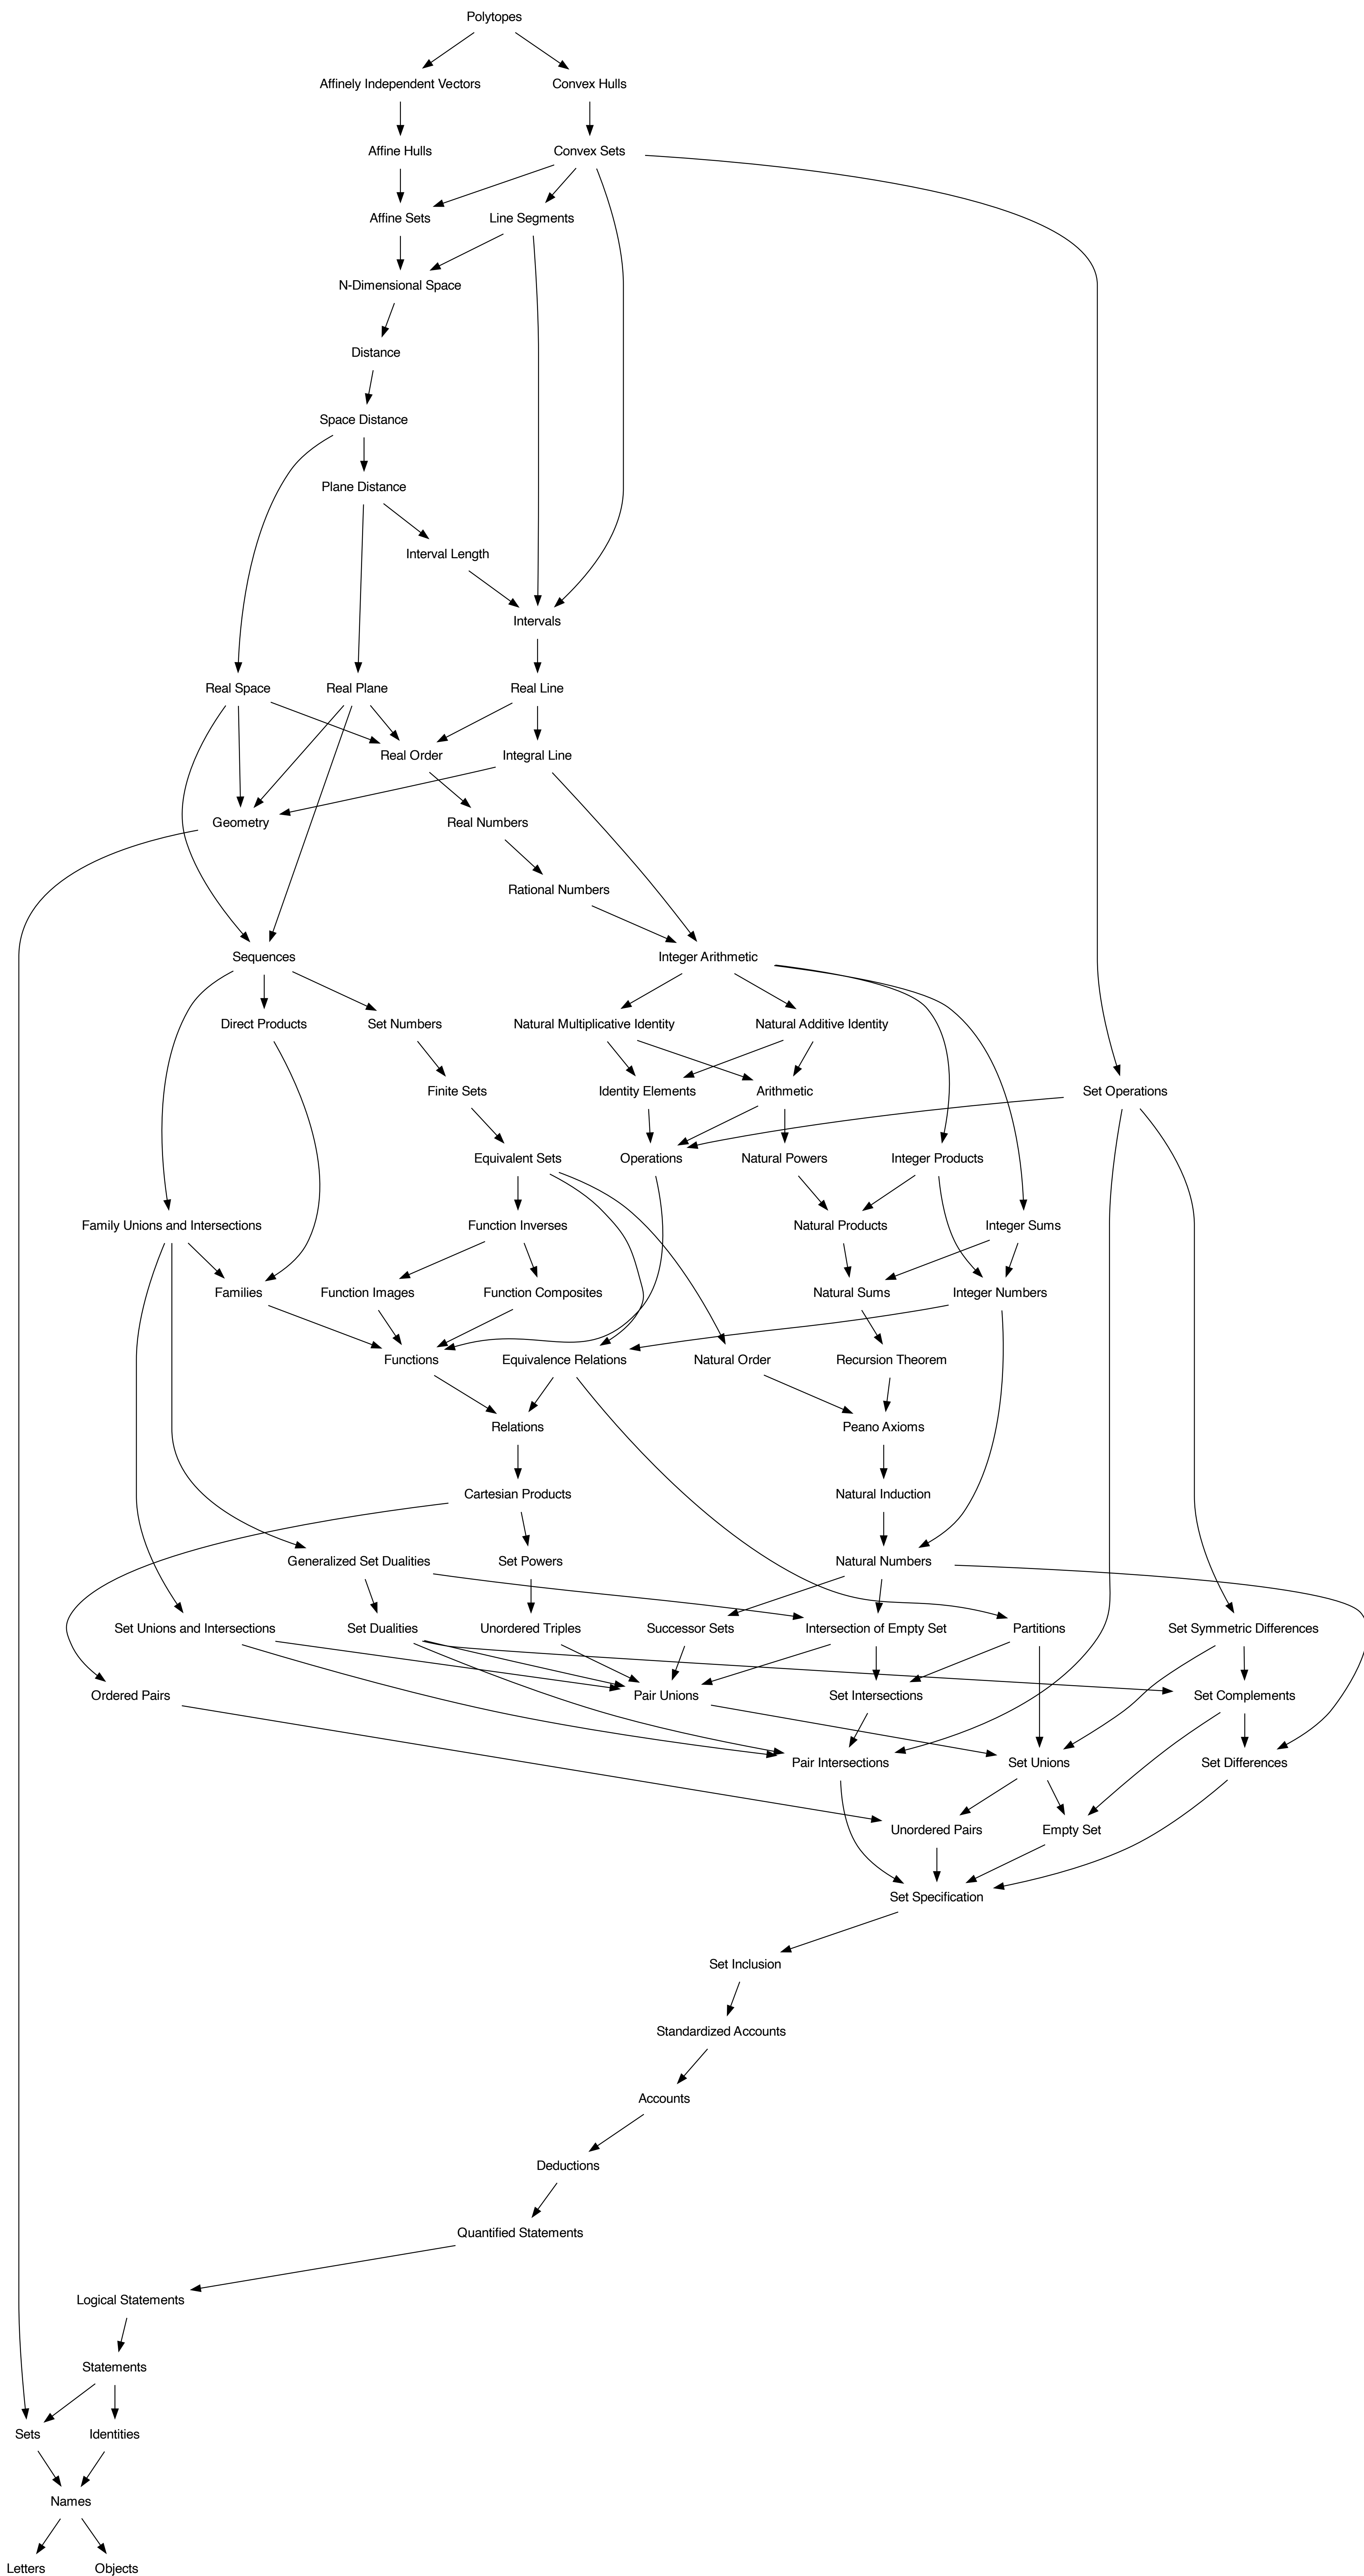 Polytopes
Affinely Independent Vectors
Convex Hulls
Affine Hulls
Convex Sets
Affine Sets
Line Segments
N-Dimensional Space
Distance
Space Distance
Plane Distance
Interval Length
Intervals
Real Space
Real Plane
Real Line
Real Order
Integral Line
Geometry
Real Numbers
Rational Numbers
Sequences
Integer Arithmetic
Direct Products
Set Numbers
Natural Multiplicative Identity
Natural Additive Identity
Finite Sets
Identity Elements
Arithmetic
Set Operations
Equivalent Sets
Operations
Natural Powers
Integer Products
Family Unions and Intersections
Function Inverses
Natural Products
Integer Sums
Families
Function Images
Function Composites
Natural Sums
Integer Numbers
Functions
Equivalence Relations
Natural Order
Recursion Theorem
Relations
Peano Axioms
Cartesian Products
Natural Induction
Generalized Set Dualities
Set Powers
Natural Numbers
Set Unions and Intersections
Set Dualities
Unordered Triples
Successor Sets
Intersection of Empty Set
Partitions
Set Symmetric Differences
Ordered Pairs
Pair Unions
Set Intersections
Set Complements
Pair Intersections
Set Unions
Set Differences
Unordered Pairs
Empty Set
Set Specification
Set Inclusion
Standardized Accounts
Accounts
Deductions
Quantified Statements
Logical Statements
Statements
Sets
Identities
Names
Letters
Objects